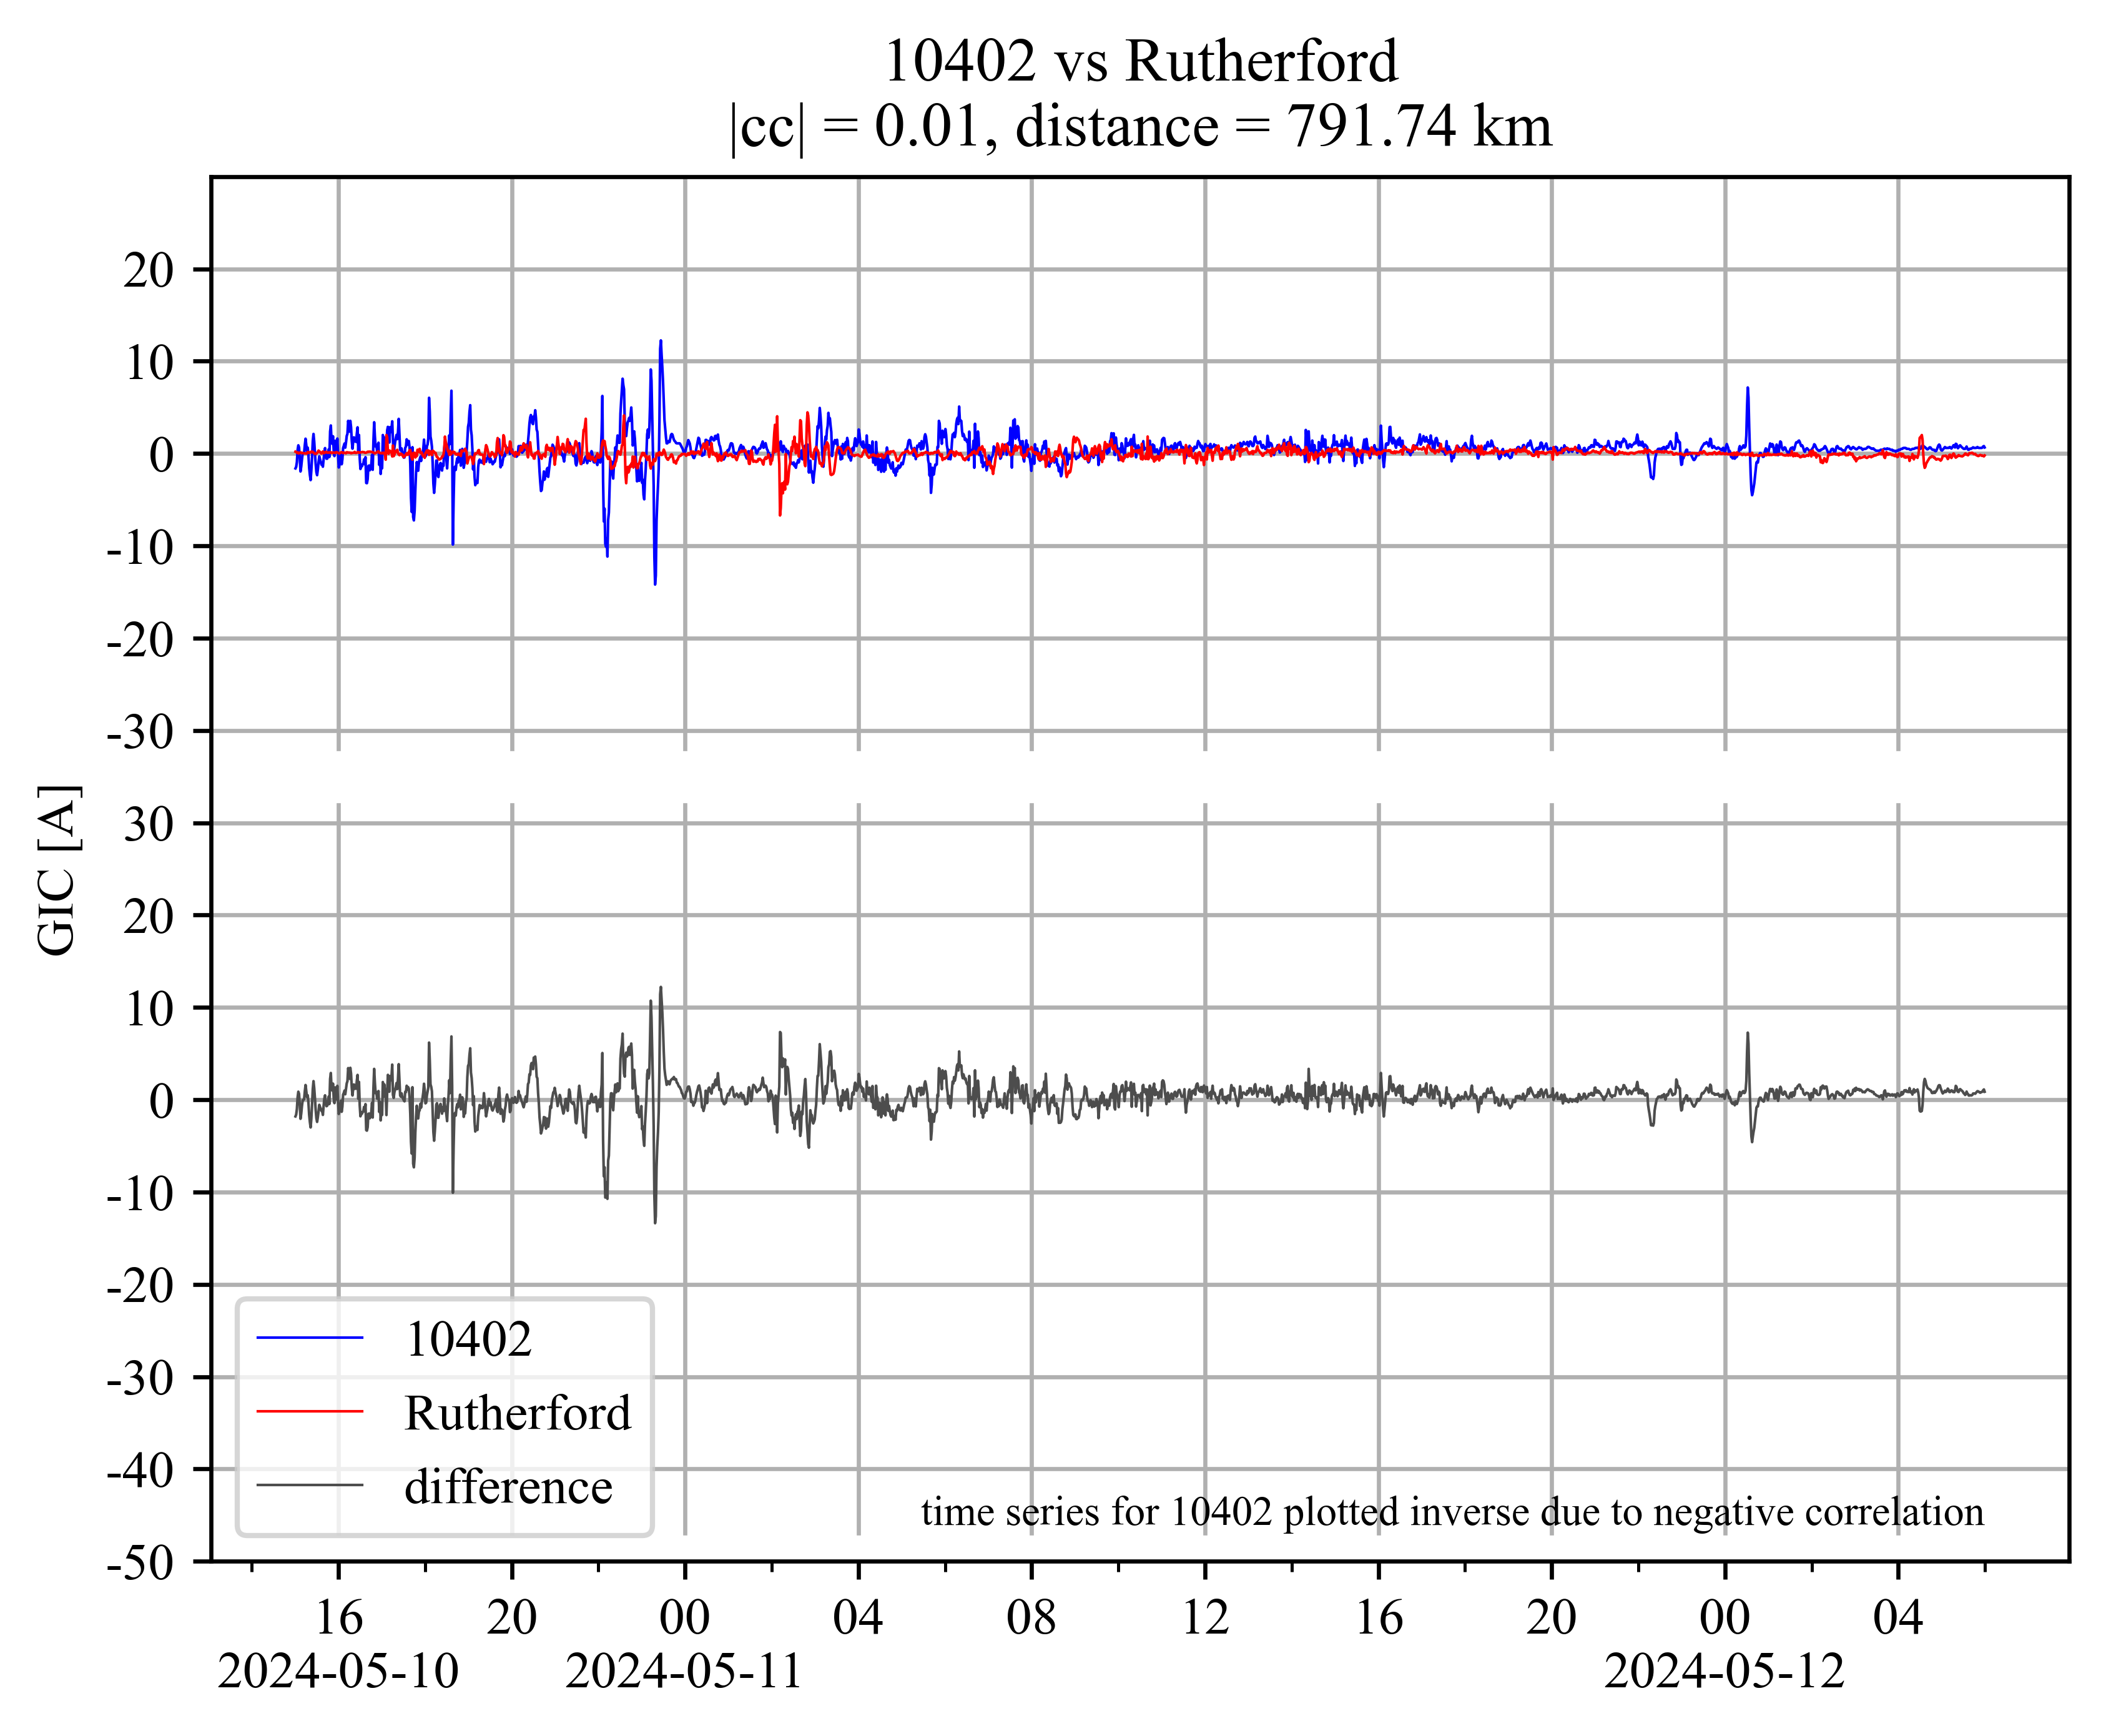 10402 vs Rutherford
|cc| = 0.01, distance = 791.74 km
20
10
0
-10
-20
-30
30
20
10
0
-10
-20
-30
-40
-50
GIC [A]
10402
Rutherford
difference
time series for 10402 plotted inverse due to negative correlation
16 20 00 04 08 12 16 20 00 04
2024-05-10 2024-05-11 2024-05-12